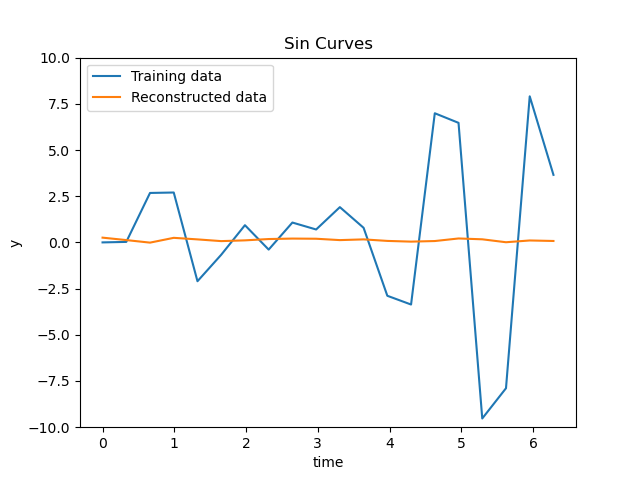 Sin Curves
Training data
Reconstructed data
10.0
7.5
5.0
2.5
0.0
−2.5
−5.0
−7.5
−10.0
y
0 1 2 3 4 5 6
time